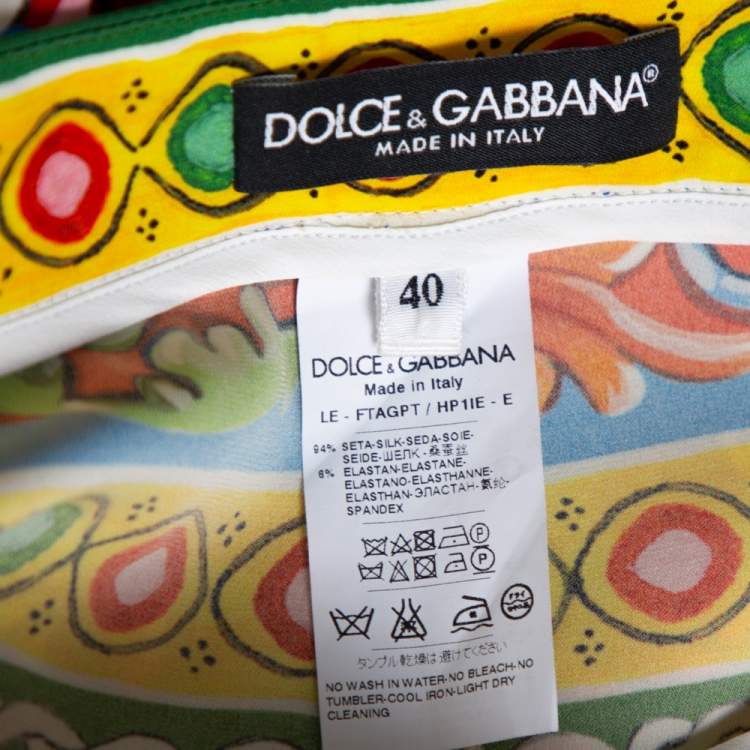 DOLCE & GABBANA®
MADE IN ITALY
40
DOLCE & GABBANA
Made in Italy
LE - FTAGPT / HP1IE - E
94% SETA-SILK-SEDA-SOIE-
SEIDE-ШЕЛК-桑蚕丝
6% ELASTAN-ELASTANE-
ELASTANO-ELASTHANNE-
ELASTHAN-ЭЛАСТАН-氨纶-
SPANDEX
P
P
ドライ
タンブル乾燥は避けてください
NO WASH IN WATER-NO BLEACH-NO
TUMBLER-COOL IRON-LIGHT DRY
CLEANING